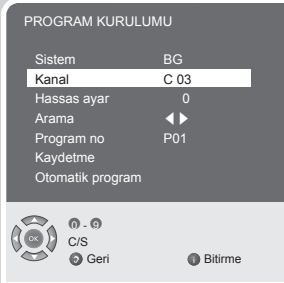 PROGRAM KURULUMU
Sistem BG
Kanal C 03
Hassas ayar 0
Arama
Program no P01
Kaydetme
Otomatik program
0 - 9
OK
C/S
Geri
i Bitirme